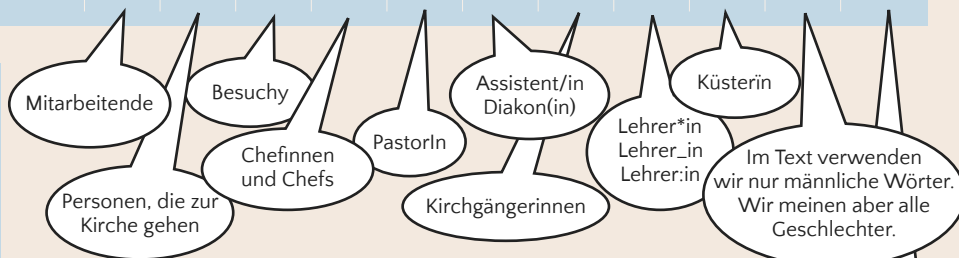 Mitarbeitende
Personen, die zur
Kirche gehen
Besuchy
Chefinnen
und Chefs
PastorIn
Assistent/in
Diakon(in)
Kirchgängerinnen
Lehrer*in
Lehrer_in
Lehrer:in
Küsterïn
Im Text verwenden
wir nur männliche Wörter.
Wir meinen aber alle
Geschlechter.